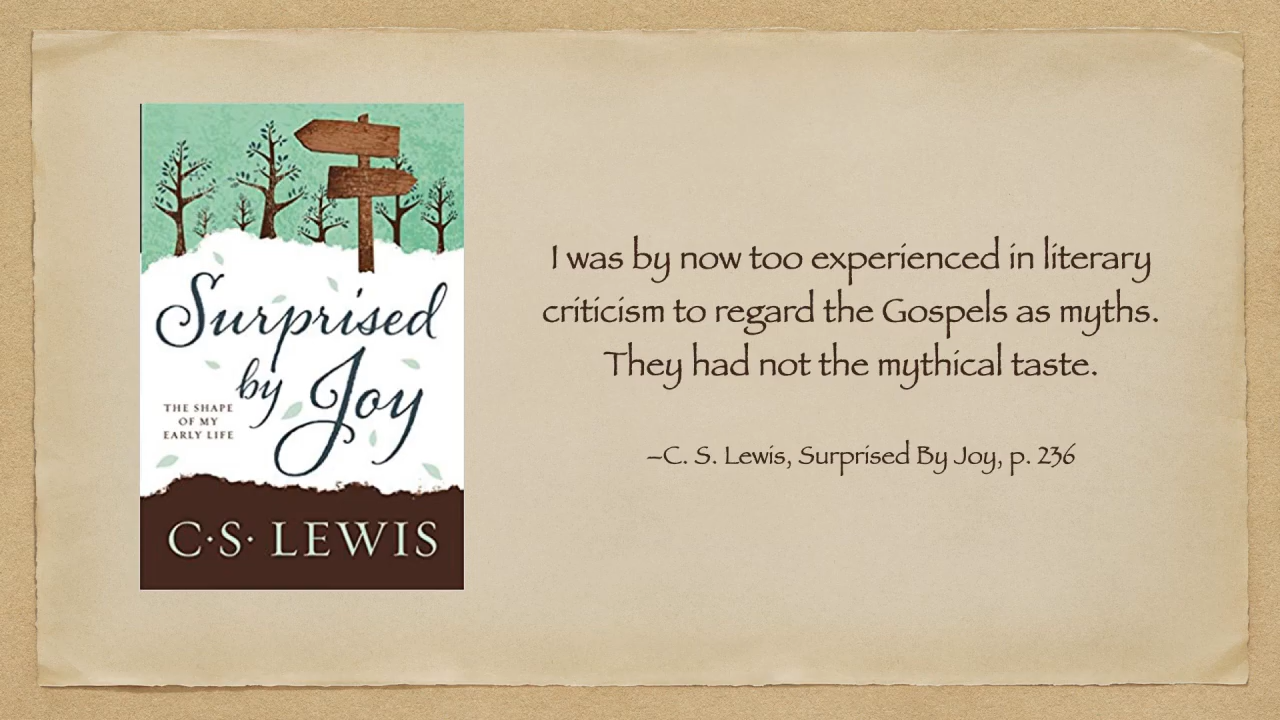 Surprised
by Joy
THE SHAPE
OF MY
EARLY LIFE
C·S· LEWIS
I was by now too experienced in literary
criticism to regard the Gospels as myths.
They had not the mythical taste.
–C. S. Lewis, Surprised By Joy, p. 236